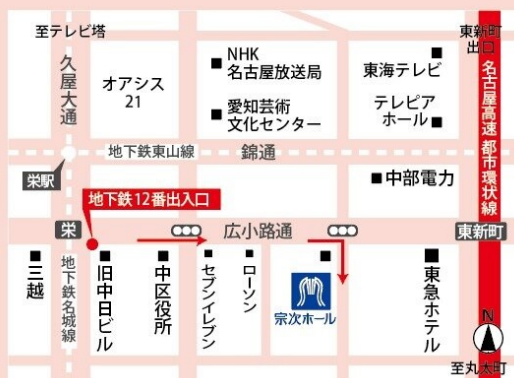 至テレビ塔
東新町
出口
久屋大通
オアシス
21
NHK
名古屋放送局
愛知芸術
文化センター
東海テレビ
テレピア
ホール
名古屋高速 都市環状線
地下鉄東山線
錦通
栄駅
中部電力
地下鉄12番出入口
栄
広小路通
東新町
三越
地下鉄名城線
旧中日ビル
中区役所
セブンイレブン
ローソン
宗次ホール
東急ホテル
N
至丸太町